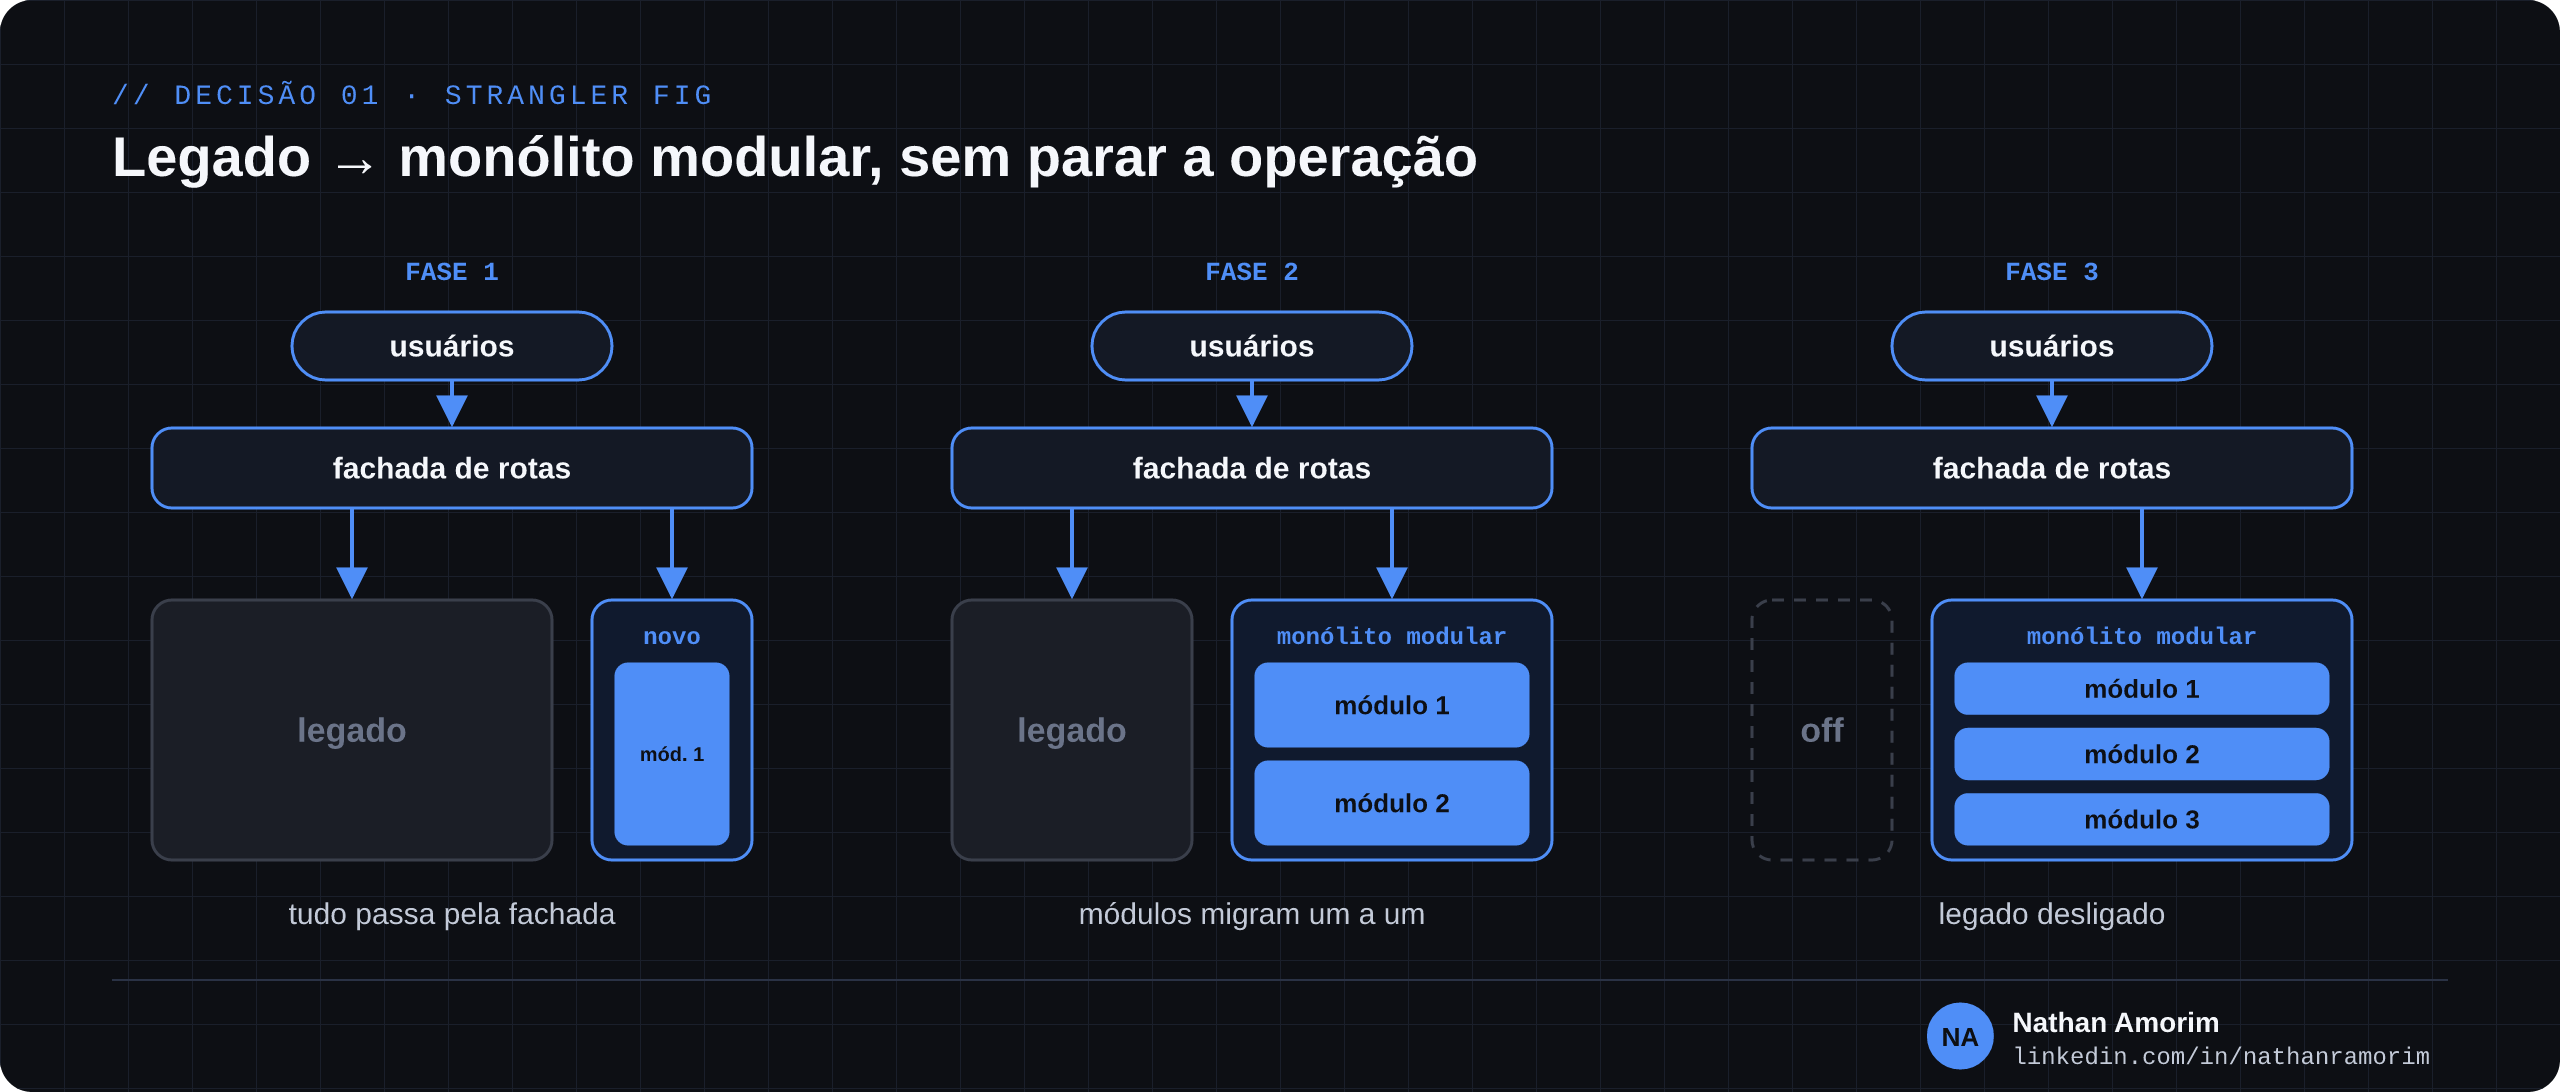 // DECISÃO 01 · STRANGLER FIG
Legado → monólito modular, sem parar a operação
FASE 1
usuários
fachada de rotas
legado
novo
mód. 1
tudo passa pela fachada
FASE 2
usuários
fachada de rotas
legado
monólito modular
módulo 1
módulo 2
módulos migram um a um
FASE 3
usuários
fachada de rotas
off
monólito modular
módulo 1
módulo 2
módulo 3
legado desligado
NA
Nathan Amorim
linkedin.com/in/nathanramorim